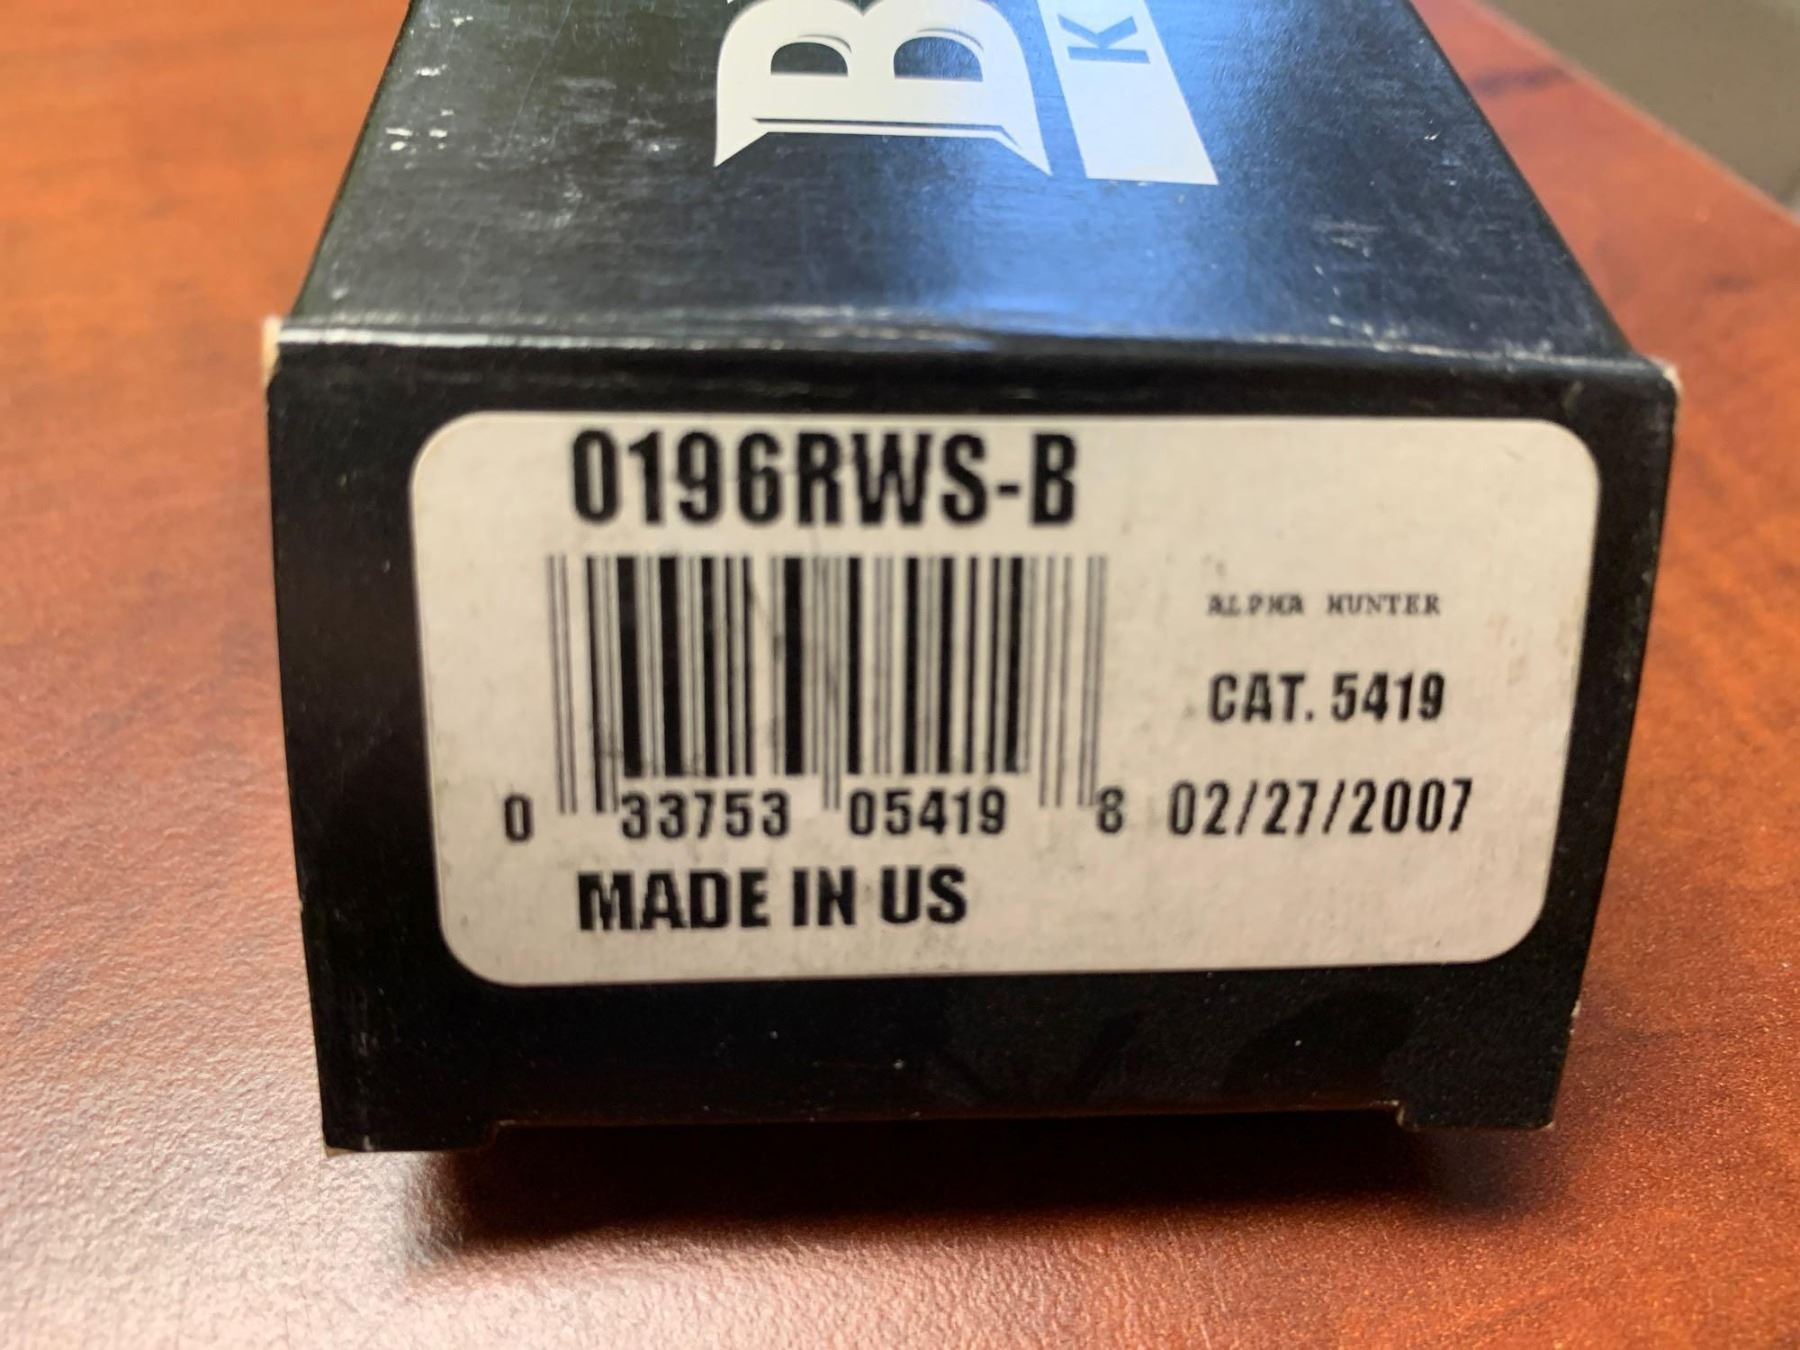 B
K
0196RWS-B
ALPHA HUNTER
CAT. 5419
0 33753 05419 8
02/27/2007
MADE IN US